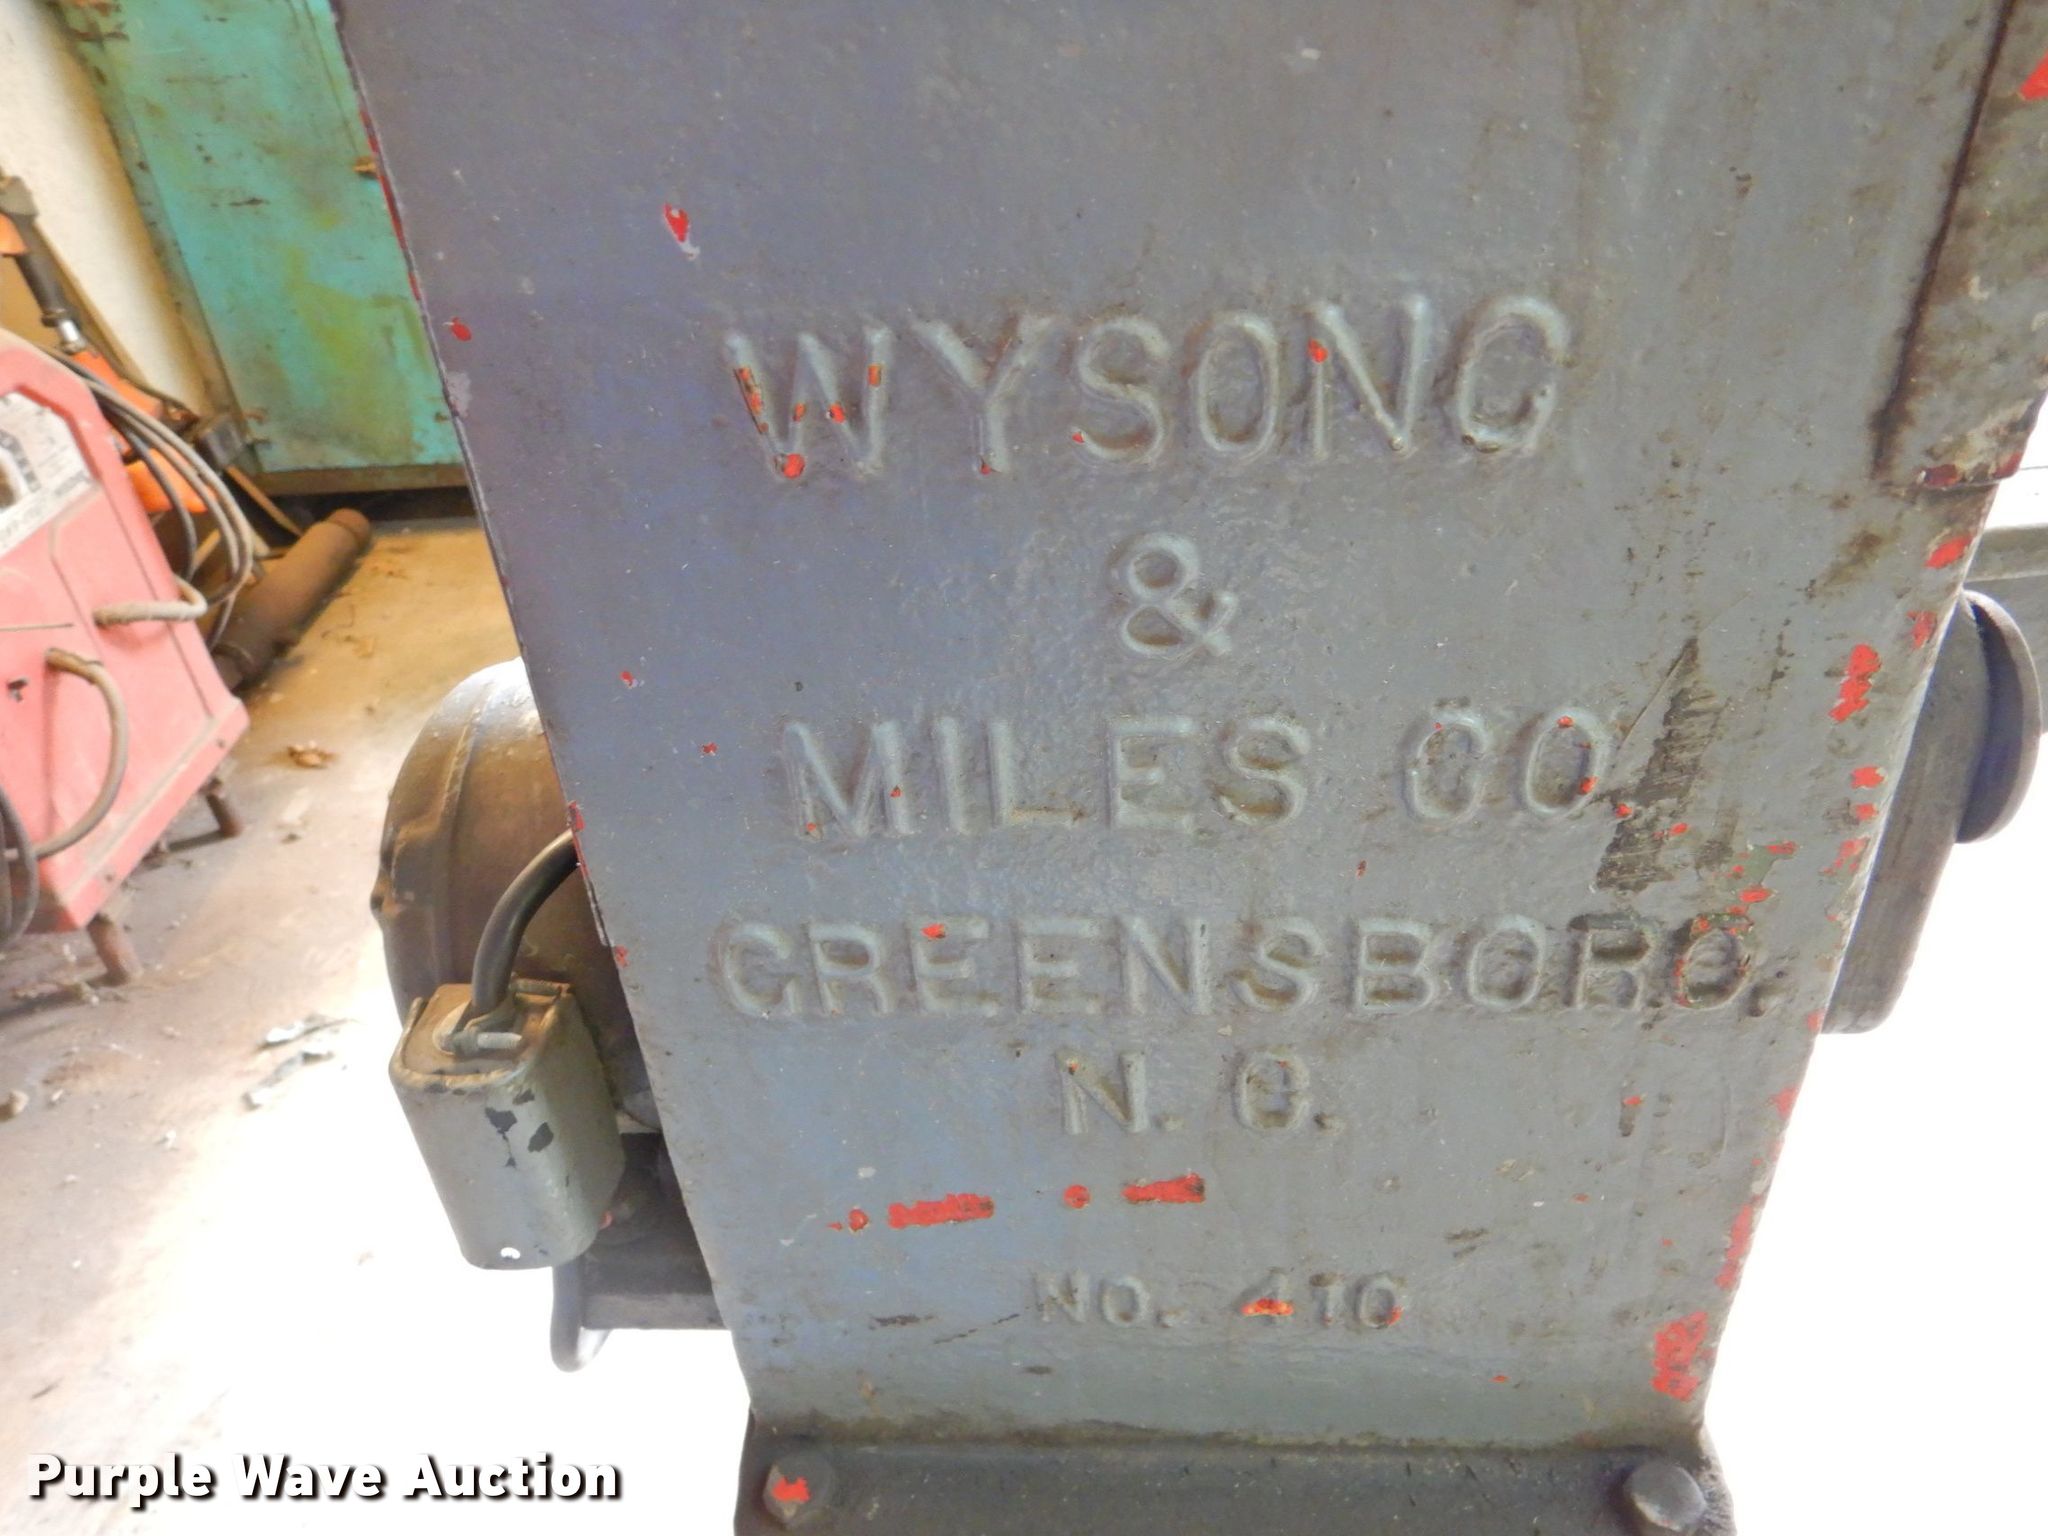 WYSONG
&
MILES CO.
GREENSBORO.
N. C.
NO. 410
Purple Wave Auction